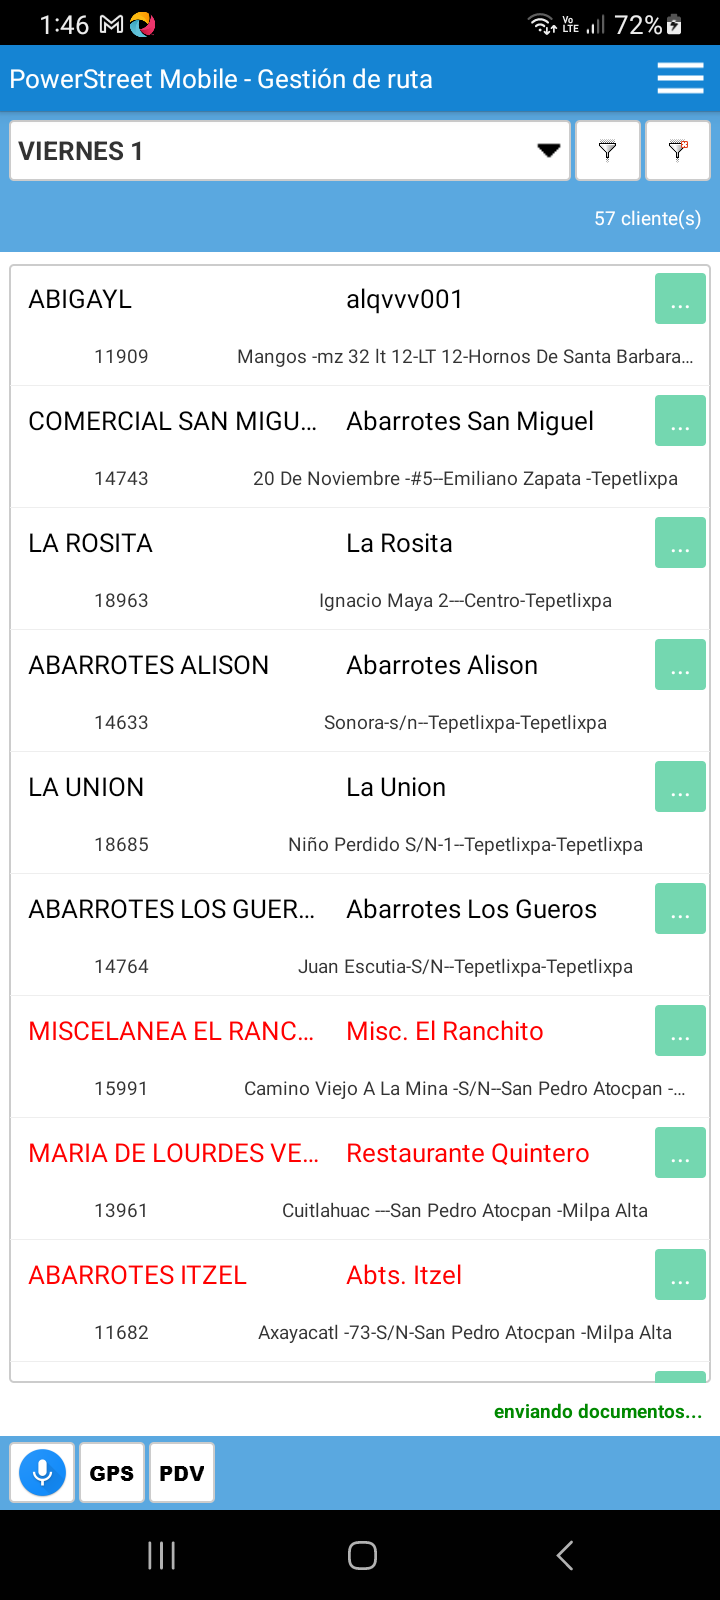 1:46 Vo LTE 72%
PowerStreet Mobile - Gestión de ruta
VIERNES 1
57 cliente(s)
ABIGAYL alqvvv001 ...
11909 Mangos -mz 32 lt 12-LT 12-Hornos De Santa Barbara...
COMERCIAL SAN MIGU... Abarrotes San Miguel ...
14743 20 De Noviembre -#5--Emiliano Zapata -Tepetlixpa
LA ROSITA La Rosita ...
18963 Ignacio Maya 2---Centro-Tepetlixpa
ABARROTES ALISON Abarrotes Alison ...
14633 Sonora-s/n--Tepetlixpa-Tepetlixpa
LA UNION La Union ...
18685 Niño Perdido S/N-1--Tepetlixpa-Tepetlixpa
ABARROTES LOS GUER... Abarrotes Los Gueros ...
14764 Juan Escutia-S/N--Tepetlixpa-Tepetlixpa
MISCELANEA EL RANC... Misc. El Ranchito ...
15991 Camino Viejo A La Mina -S/N--San Pedro Atocpan -...
MARIA DE LOURDES VE... Restaurante Quintero ...
13961 Cuitlahuac ---San Pedro Atocpan -Milpa Alta
ABARROTES ITZEL Abts. Itzel ...
11682 Axayacatl -73-S/N-San Pedro Atocpan -Milpa Alta
enviando documentos...
GPS PDV